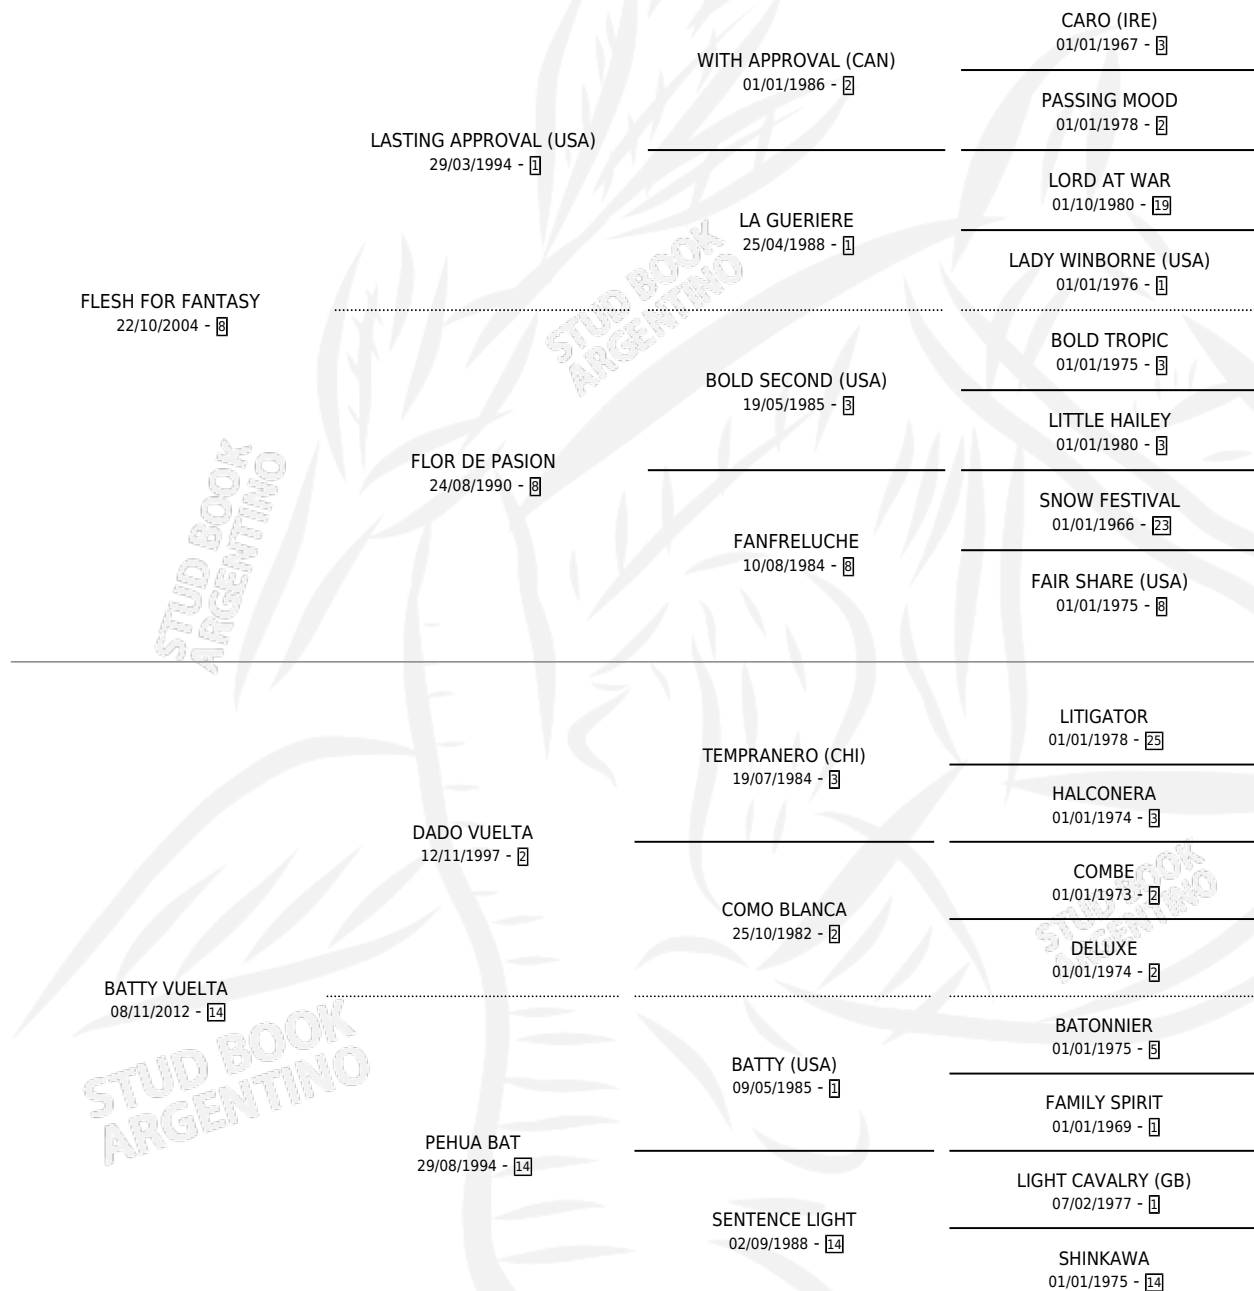 CARO (IRE)
01/01/1967 - 3
WITH APPROVAL (CAN)
01/01/1986 - 2
PASSING MOOD
01/01/1978 - 2
LASTING APPROVAL (USA)
29/03/1994 - 1
LORD AT WAR
01/10/1980 - 19
LA GUERIERE
25/04/1988 - 1
LADY WINBORNE (USA)
01/01/1976 - 1
FLESH FOR FANTASY
22/10/2004 - 8
BOLD TROPIC
01/01/1975 - 3
BOLD SECOND (USA)
19/05/1985 - 3
LITTLE HAILEY
01/01/1980 - 3
FLOR DE PASION
24/08/1990 - 8
SNOW FESTIVAL
01/01/1966 - 23
FANFRELUCHE
10/08/1984 - 8
FAIR SHARE (USA)
01/01/1975 - 8
LITIGATOR
01/01/1978 - 25
TEMPRANERO (CHI)
19/07/1984 - 3
HALCONERA
01/01/1974 - 3
DADO VUELTA
12/11/1997 - 2
COMBE
01/01/1973 - 2
COMO BLANCA
25/10/1982 - 2
DELUXE
01/01/1974 - 2
BATTY VUELTA
08/11/2012 - 14
BATONNIER
01/01/1975 - 5
BATTY (USA)
09/05/1985 - 1
FAMILY SPIRIT
01/01/1969 - 1
PEHUA BAT
29/08/1994 - 14
LIGHT CAVALRY (GB)
07/02/1977 - 1
SENTENCE LIGHT
02/09/1988 - 14
SHINKAWA
01/01/1975 - 14
STUD BOOK
ARGENTINO
STUD BOOK
ARGENTINO
STUD BOOK
ARGENTINO
STUD BOOK
ARGENTINO